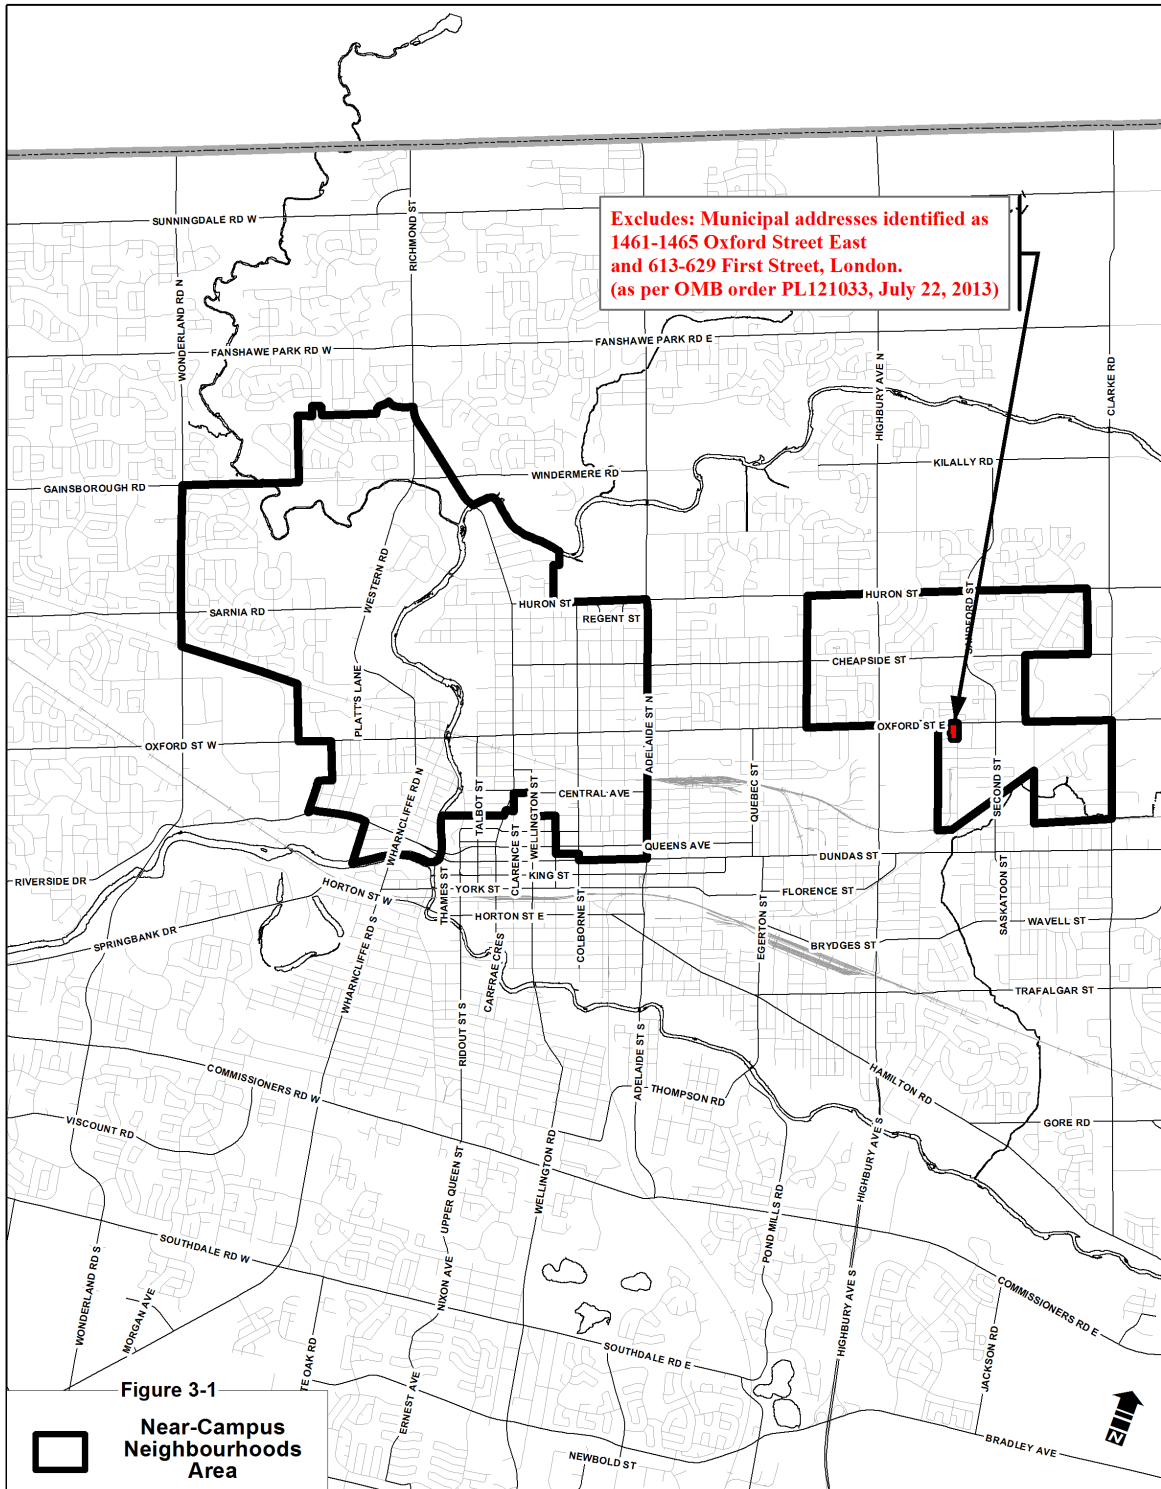 SUNNINGDALE RD W
RICHMOND ST
WONDERLAND RD N
Excludes: Municipal addresses identified as
1461-1465 Oxford Street East
and 613-629 First Street, London.
(as per OMB order PL121033, July 22, 2013)
FANSHAWE PARK RD W
FANSHAWE PARK RD E
HIGHBURY AVE N
CLARKE RD
GAINSBOROUGH RD
WINDERMERE RD
KILALLY RD
WESTERN RD
SARNIA RD
HURON ST
REGENT ST
HURON ST
SANDFORD ST
CHEAPSIDE ST
PLATT'S LANE
ADELAIDE ST N
OXFORD ST W
OXFORD ST E
WHARNCLIFFE RD N
TALBOT ST
CENTRAL AVE
WELLINGTON ST
QUEBEC ST
SECOND ST
CLARENCE ST
QUEENS AVE
DUNDAS ST
RIVERSIDE DR
HORTON ST W
THAMES ST
YORK ST
KING ST
FLORENCE ST
SASKATOON ST
HORTON ST E
COLBORNE ST
EGERTON ST
WAVELL ST
SPRINGBANK DR
WHARNCLIFFE RD S
CARFRAE CRES
BRYDGES ST
TRAFALGAR ST
RIDOUT ST S
ADELAIDE ST S
COMMISSIONERS RD W
THOMPSON RD
HAMILTON RD
VISCOUNT RD
GORE RD
UPPER QUEEN ST
WELLINGTON RD
HIGHBURY AVE S
POND MILLS RD
SOUTHDALE RD W
WONDERLAND RD S
MORGAN AVE
NIXON AVE
HIGHBURY AVE S
COMMISSIONERS RD E
SOUTHDALE RD E
JACKSON RD
TE OAK RD
ERNEST AVE
NEWBOLD ST
BRADLEY AVE
N
Figure 3-1
Near-Campus
Neighbourhoods
Area